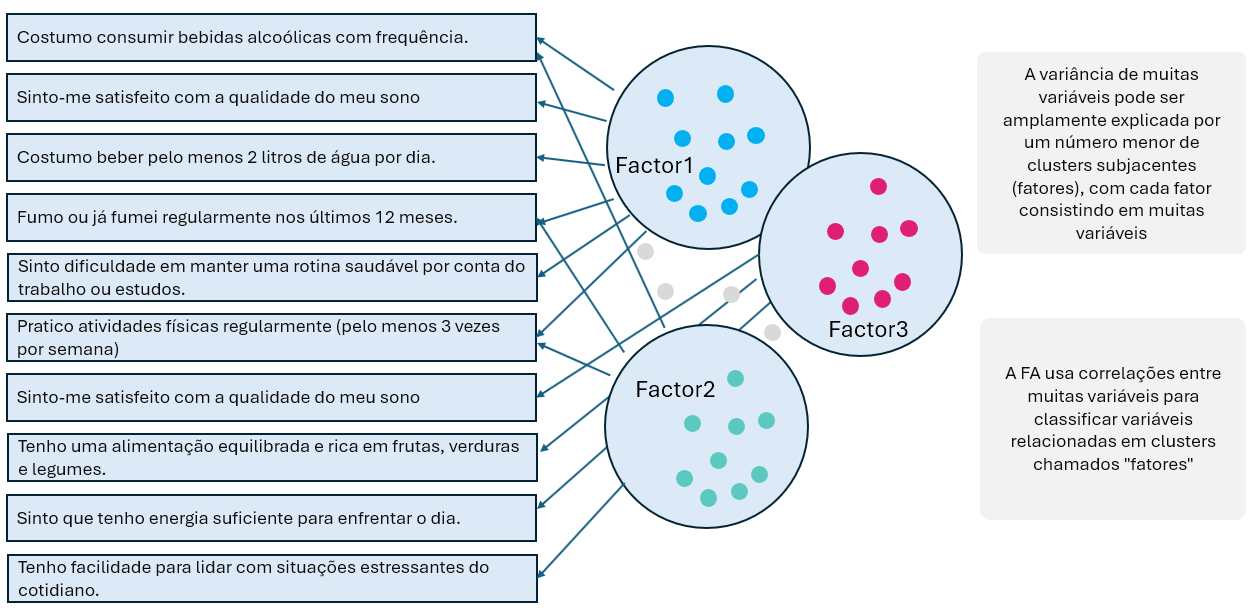 Costumo consumir bebidas alcoólicas com frequência.
Sinto-me satisfeito com a qualidade do meu sono
Costumo beber pelo menos 2 litros de água por dia.
Fumo ou já fumei regularmente nos últimos 12 meses.
Sinto dificuldade em manter uma rotina saudável por conta do
trabalho ou estudos.
Pratico atividades físicas regularmente (pelo menos 3 vezes
por semana)
Sinto-me satisfeito com a qualidade do meu sono
Tenho uma alimentação equilibrada e rica em frutas, verduras
e legumes.
Sinto que tenho energia suficiente para enfrentar o dia.
Tenho facilidade para lidar com situações estressantes do
cotidiano.
Factor1
Factor3
Factor2
A variância de muitas
variáveis pode ser
amplamente explicada por
um número menor de
clusters subjacentes
(fatores), com cada fator
consistindo em muitas
variáveis
A FA usa correlações entre
muitas variáveis para
classificar variáveis
relacionadas em clusters
chamados "fatores"